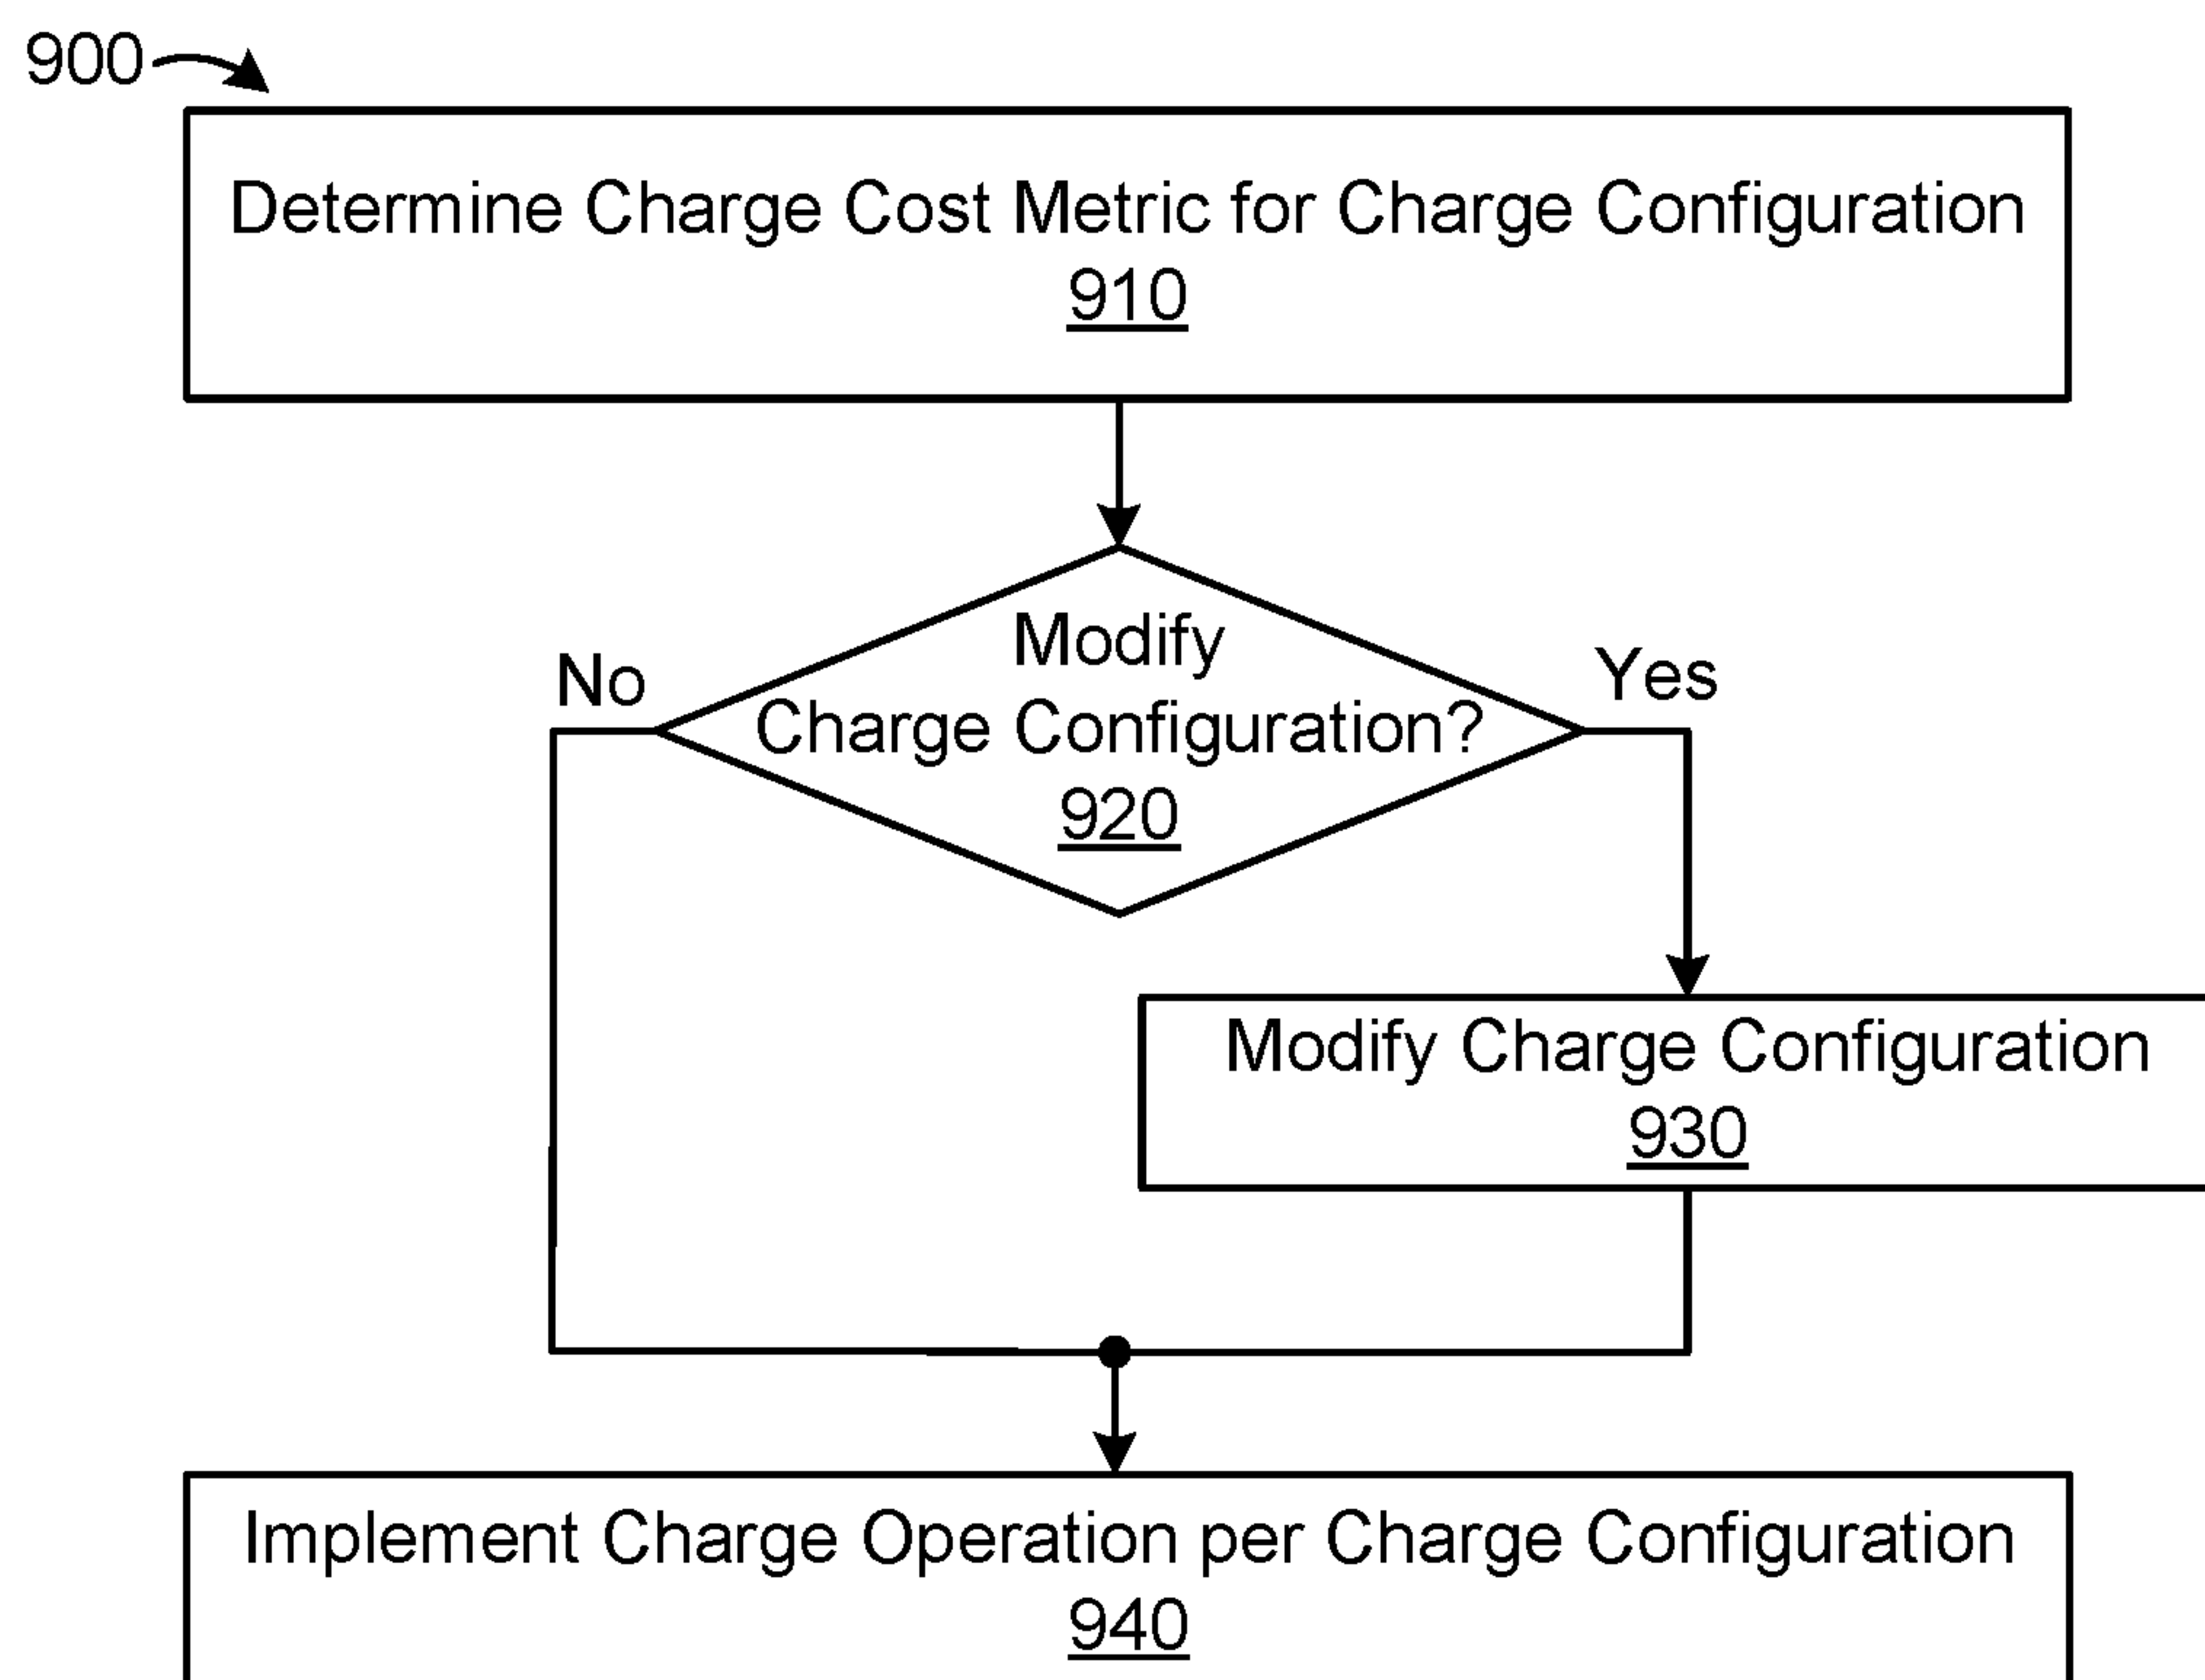 900
Determine Charge Cost Metric for Charge Configuration
910
Modify
Charge Configuration?
920
No
Yes
Modify Charge Configuration
930
Implement Charge Operation per Charge Configuration
940